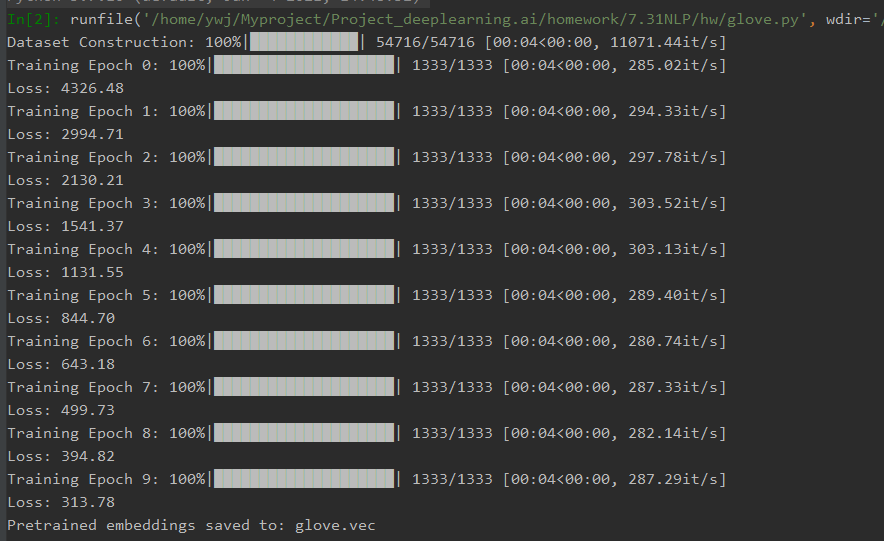 In[2]: runfile('/home/ywj/Myproject/Project_deeplearning.ai/homework/7.31NLP/hw/glove.py', wdir='/
Dataset Construction: 100%|██████████| 54716/54716 [00:04<00:00, 11071.44it/s]
Training Epoch 0: 100%|██████████| 1333/1333 [00:04<00:00, 285.02it/s]
Loss: 4326.48
Training Epoch 1: 100%|██████████| 1333/1333 [00:04<00:00, 294.33it/s]
Loss: 2994.71
Training Epoch 2: 100%|██████████| 1333/1333 [00:04<00:00, 297.78it/s]
Loss: 2130.21
Training Epoch 3: 100%|██████████| 1333/1333 [00:04<00:00, 303.52it/s]
Loss: 1541.37
Training Epoch 4: 100%|██████████| 1333/1333 [00:04<00:00, 303.13it/s]
Loss: 1131.55
Training Epoch 5: 100%|██████████| 1333/1333 [00:04<00:00, 289.40it/s]
Loss: 844.70
Training Epoch 6: 100%|██████████| 1333/1333 [00:04<00:00, 280.74it/s]
Loss: 643.18
Training Epoch 7: 100%|██████████| 1333/1333 [00:04<00:00, 287.33it/s]
Loss: 499.73
Training Epoch 8: 100%|██████████| 1333/1333 [00:04<00:00, 282.14it/s]
Loss: 394.82
Training Epoch 9: 100%|██████████| 1333/1333 [00:04<00:00, 287.29it/s]
Loss: 313.78
Pretrained embeddings saved to: glove.vec